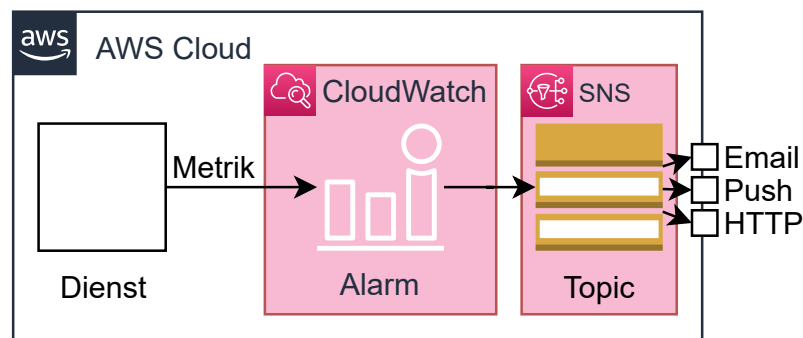 aws
AWS Cloud
CloudWatch
SNS
Metrik
Email
Push
HTTP
Dienst
Alarm
Topic